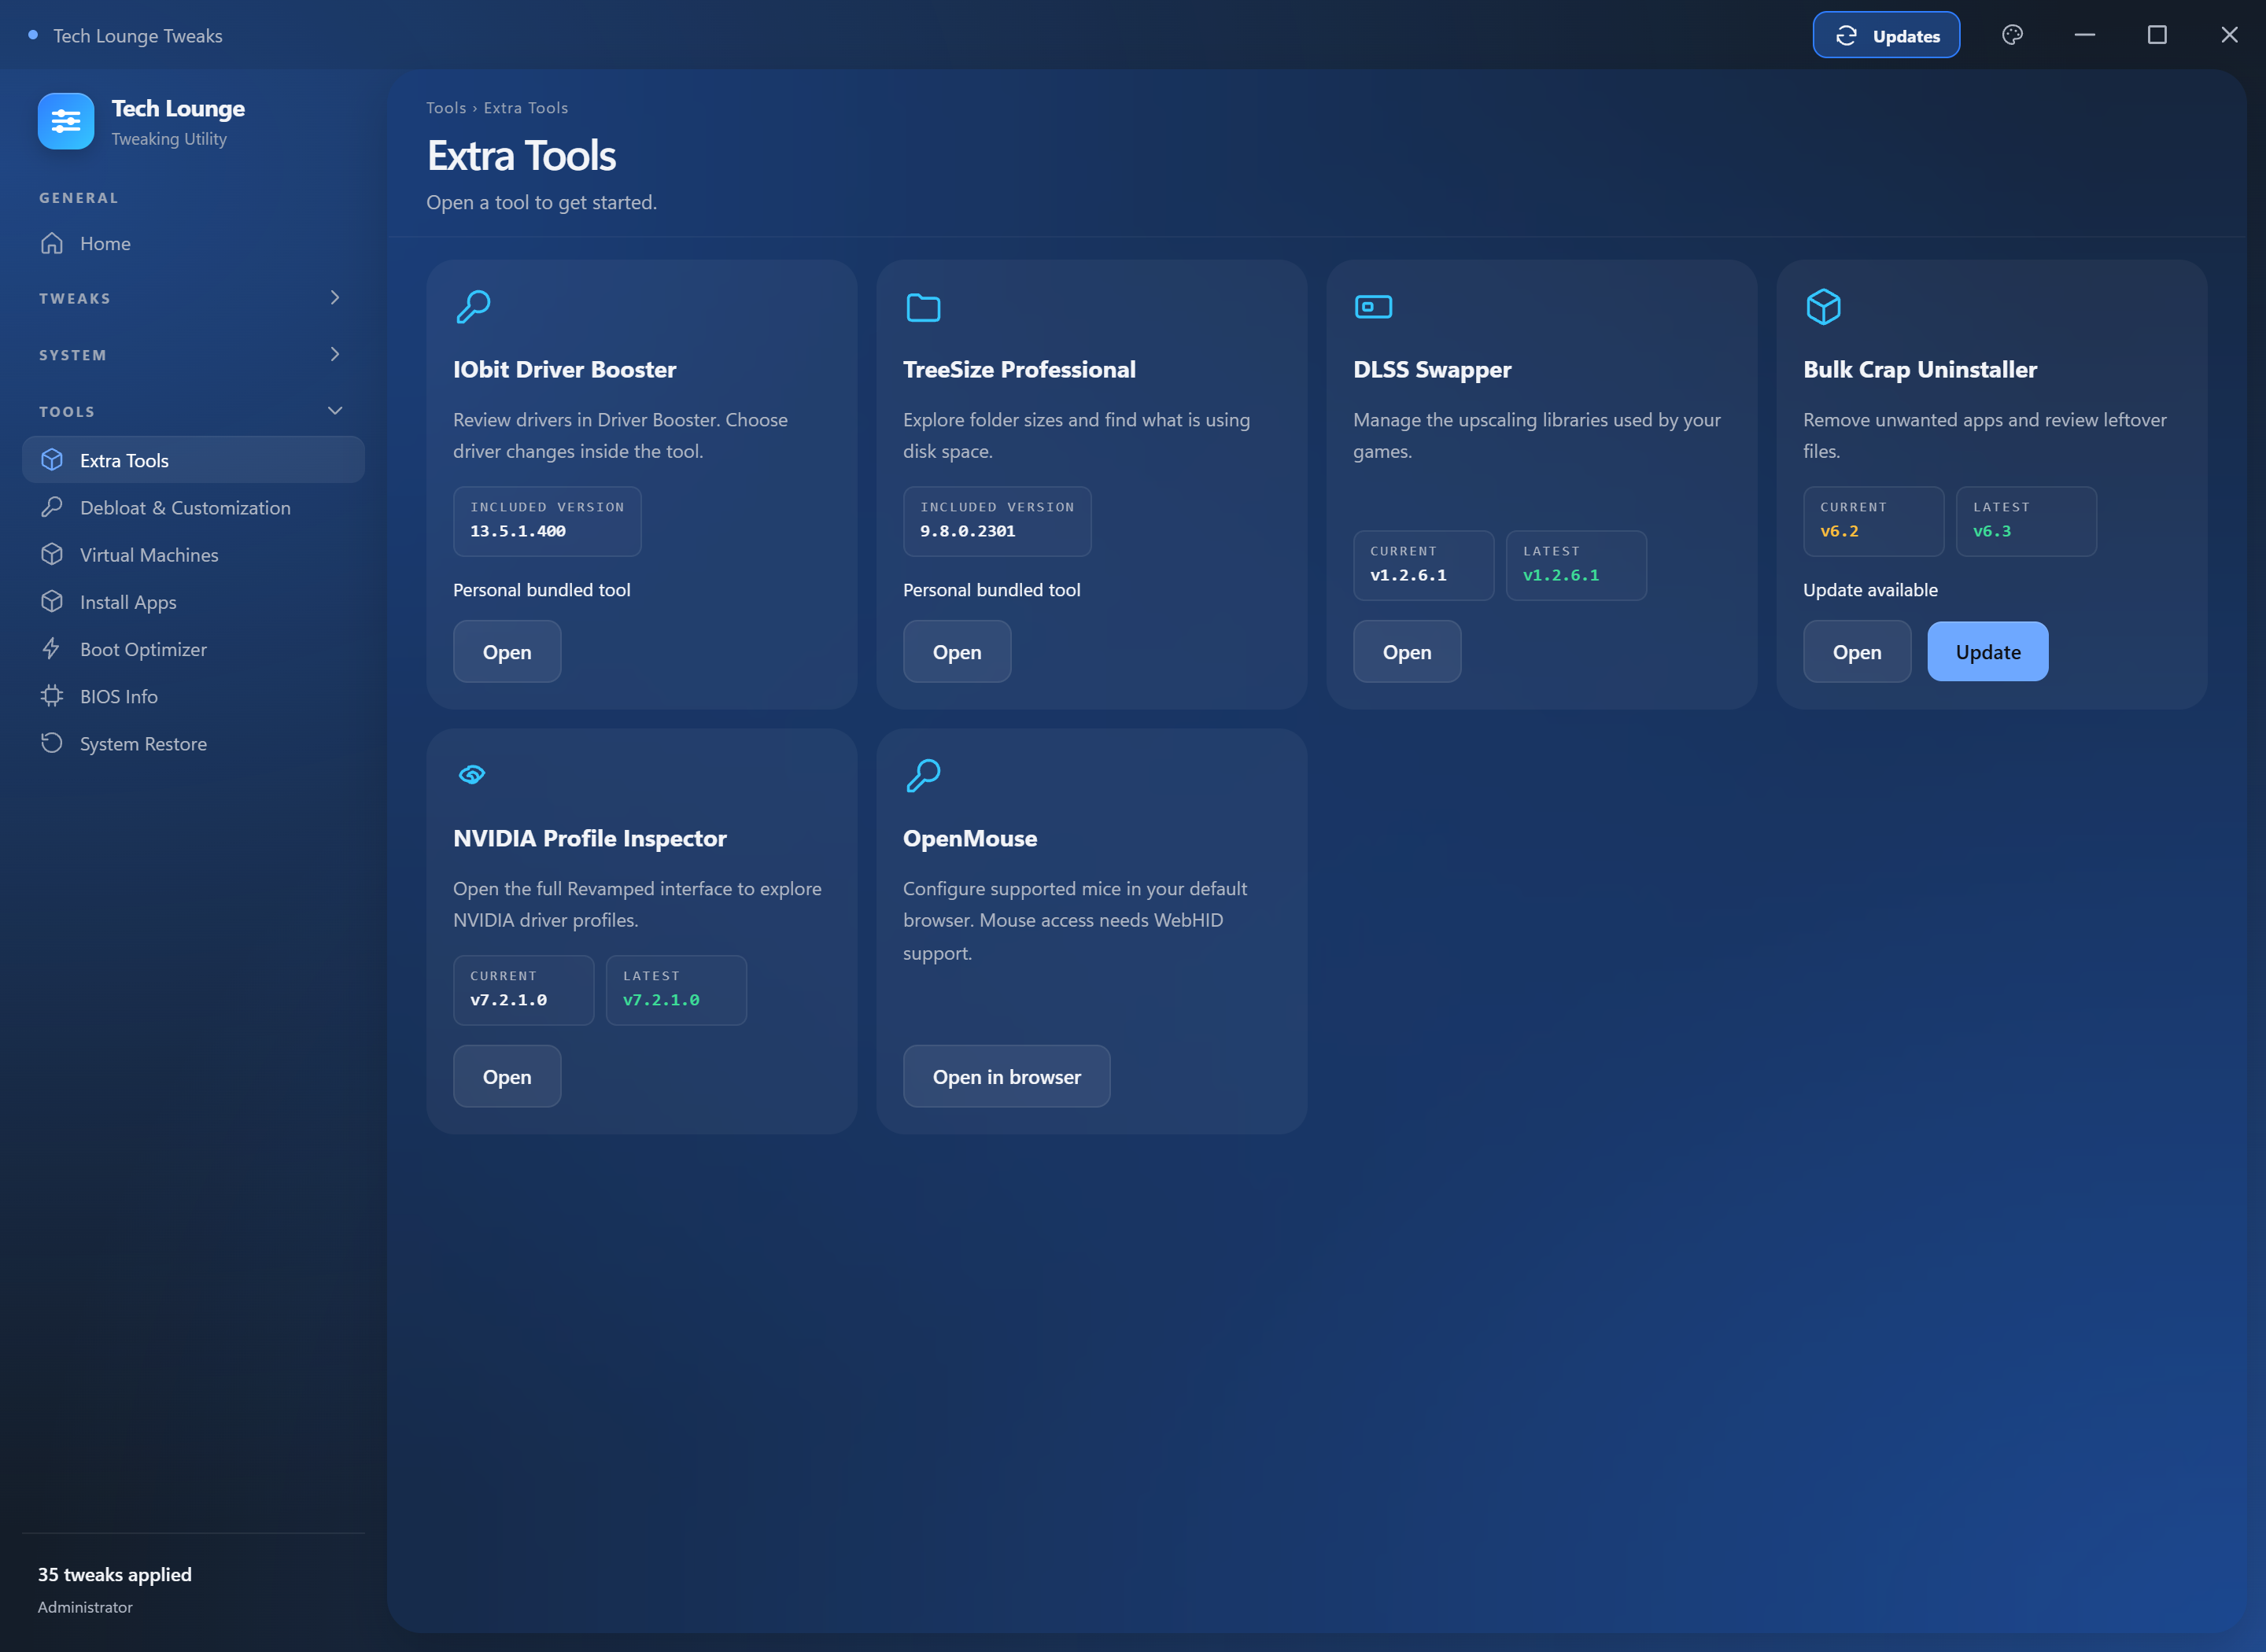 Tech Lounge Tweaks
Updates
Tech Lounge
Tweaking Utility
GENERAL
Home
TWEAKS
SYSTEM
TOOLS
Extra Tools
Debloat & Customization
Virtual Machines
Install Apps
Boot Optimizer
BIOS Info
System Restore
35 tweaks applied
Administrator
Tools › Extra Tools
Extra Tools
Open a tool to get started.
IObit Driver Booster
Review drivers in Driver Booster. Choose
driver changes inside the tool.
INCLUDED VERSION
13.5.1.400
Personal bundled tool
Open
TreeSize Professional
Explore folder sizes and find what is using
disk space.
INCLUDED VERSION
9.8.0.2301
Personal bundled tool
Open
DLSS Swapper
Manage the upscaling libraries used by your
games.
CURRENT
v1.2.6.1
LATEST
v1.2.6.1
Open
Bulk Crap Uninstaller
Remove unwanted apps and review leftover
files.
CURRENT
v6.2
LATEST
v6.3
Update available
Open
Update
NVIDIA Profile Inspector
Open the full Revamped interface to explore
NVIDIA driver profiles.
CURRENT
v7.2.1.0
LATEST
v7.2.1.0
Open
OpenMouse
Configure supported mice in your default
browser. Mouse access needs WebHID
support.
Open in browser